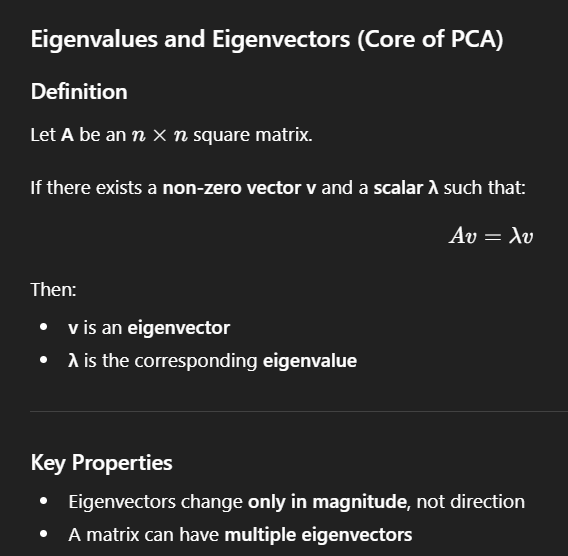 Eigenvalues and Eigenvectors (Core of PCA)
Definition
Let A be an n × n square matrix.
If there exists a non-zero vector v and a scalar λ such that:
Av = λv
Then:
• v is an eigenvector
• λ is the corresponding eigenvalue
Key Properties
• Eigenvectors change only in magnitude, not direction
• A matrix can have multiple eigenvectors